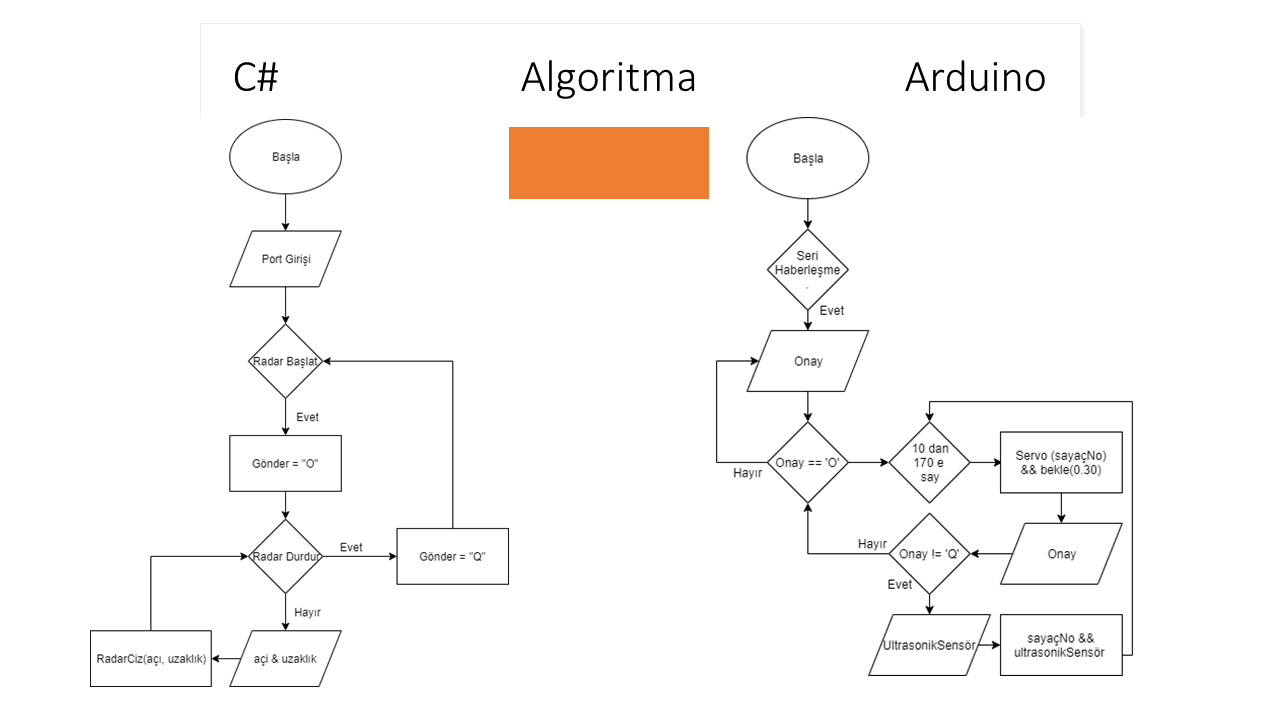 C#
Algoritma
Arduino
Başla
Port Girişi
Radar Başlat
Evet
Gönder = "O"
Radar Durdur
Evet
Gönder = "Q"
Hayır
açi & uzaklık
RadarCiz(açı, uzaklık)
Başla
Seri
Haberleşme
.
Evet
Onay
Onay == 'O'
Hayır
10 dan
170 e
say
Servo (sayaçNo)
&& bekle(0.30)
Onay
Onay != 'Q'
Hayır
Evet
UltrasonikSensör
sayaçNo &&
ultrasonikSensör